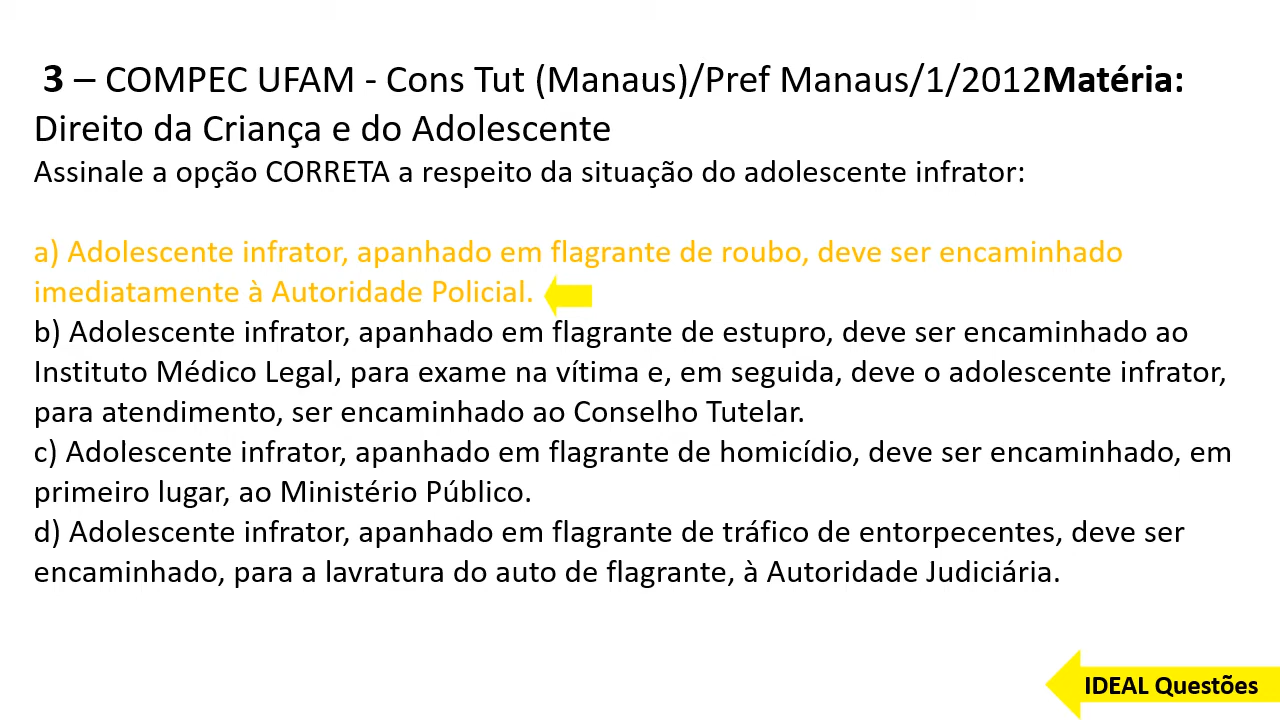 3 – COMPEC UFAM - Cons Tut (Manaus)/Pref Manaus/1/2012Matéria:
Direito da Criança e do Adolescente
Assinale a opção CORRETA a respeito da situação do adolescente infrator:
a) Adolescente infrator, apanhado em flagrante de roubo, deve ser encaminhado
imediatamente à Autoridade Policial.
b) Adolescente infrator, apanhado em flagrante de estupro, deve ser encaminhado ao
Instituto Médico Legal, para exame na vítima e, em seguida, deve o adolescente infrator,
para atendimento, ser encaminhado ao Conselho Tutelar.
c) Adolescente infrator, apanhado em flagrante de homicídio, deve ser encaminhado, em
primeiro lugar, ao Ministério Público.
d) Adolescente infrator, apanhado em flagrante de tráfico de entorpecentes, deve ser
encaminhado, para a lavratura do auto de flagrante, à Autoridade Judiciária.
IDEAL Questões